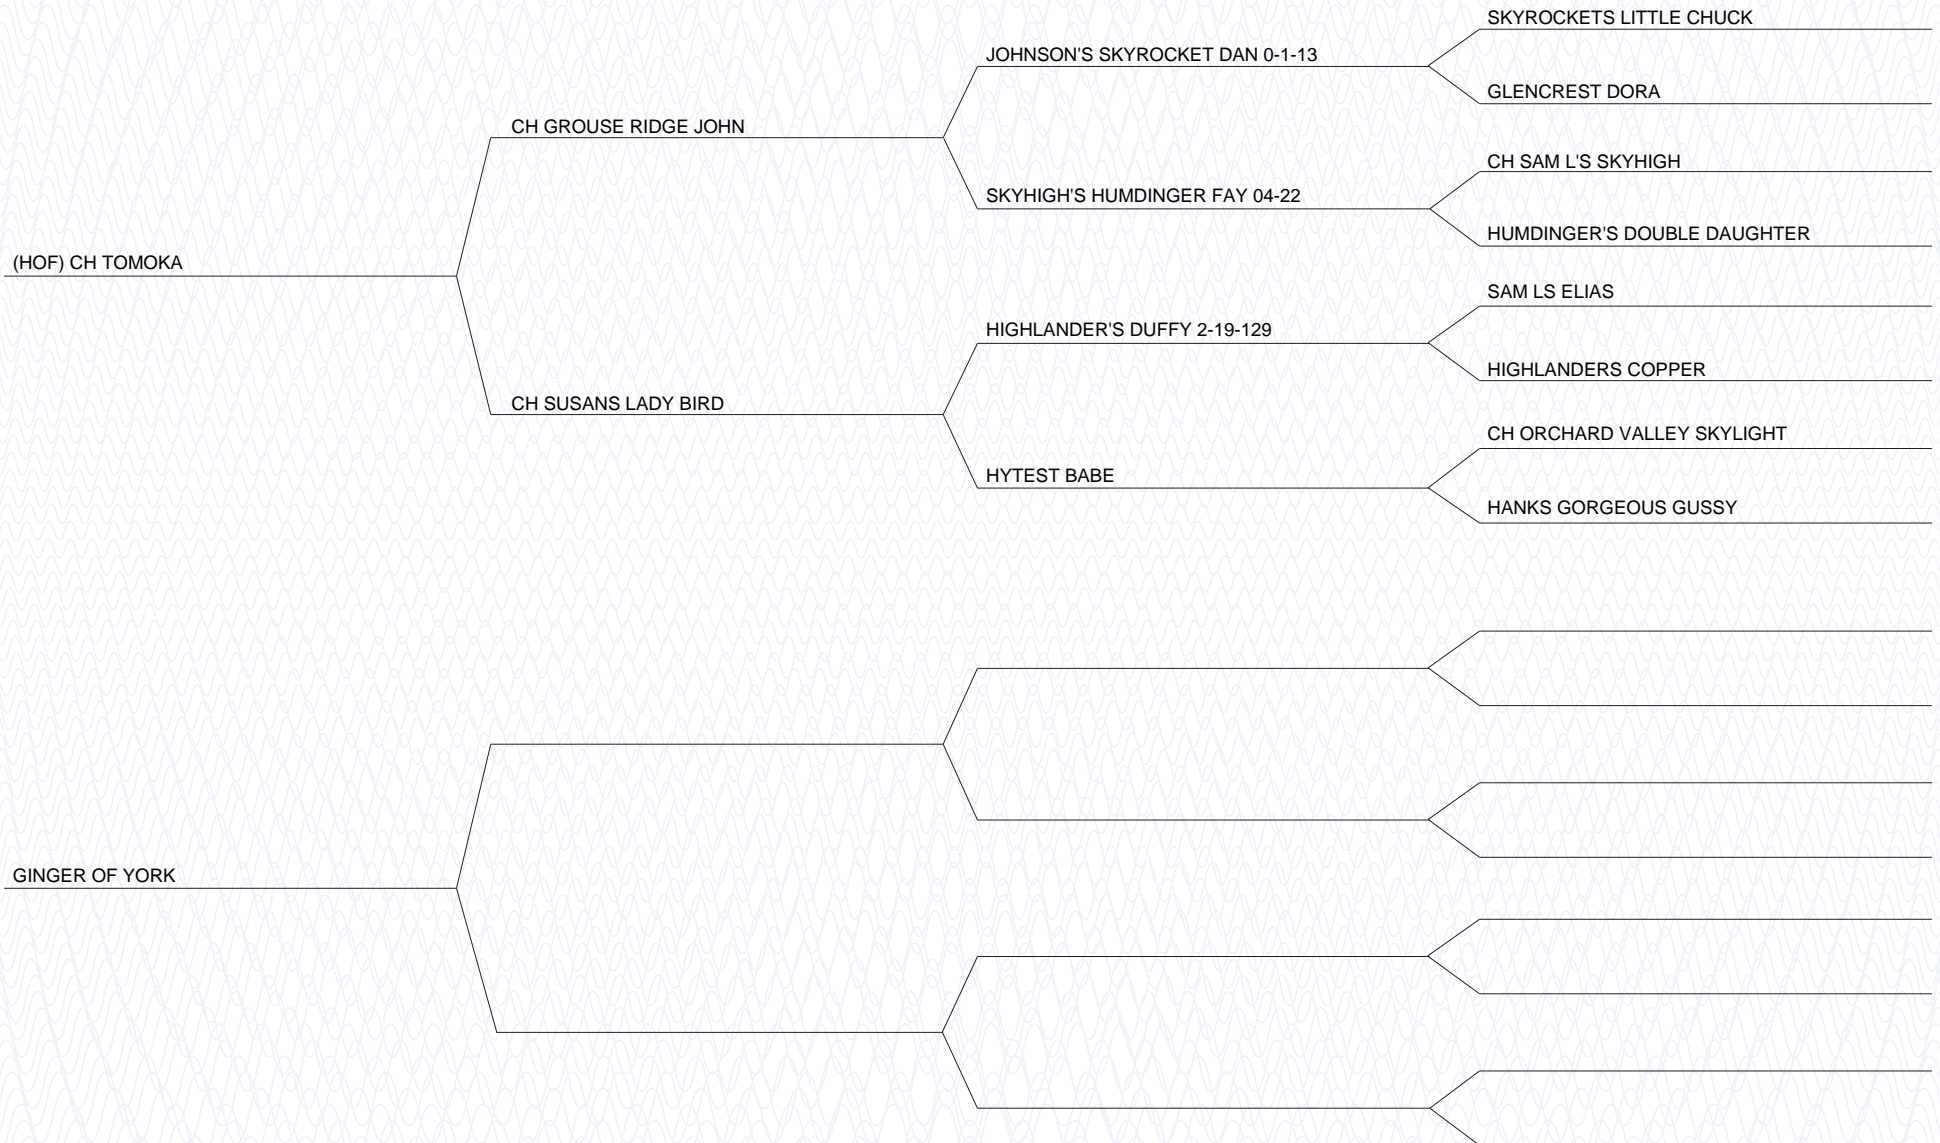 SKYROCKETS LITTLE CHUCK
JOHNSON'S SKYROCKET DAN 0-1-13
GLENCREST DORA
CH GROUSE RIDGE JOHN
CH SAM L'S SKYHIGH
SKYHIGH'S HUMDINGER FAY 04-22
HUMDINGER'S DOUBLE DAUGHTER
(HOF) CH TOMOKA
SAM LS ELIAS
HIGHLANDER'S DUFFY 2-19-129
HIGHLANDERS COPPER
CH SUSANS LADY BIRD
CH ORCHARD VALLEY SKYLIGHT
HYTEST BABE
HANKS GORGEOUS GUSSY
GINGER OF YORK